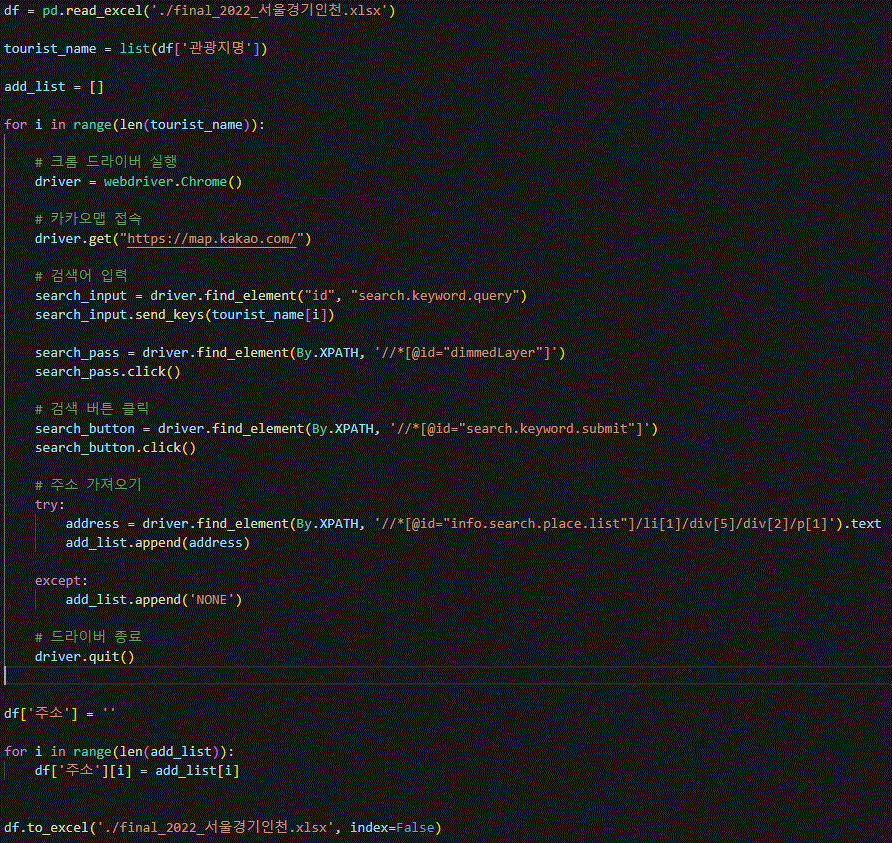 df = pd.read_excel('./final_2022_서울경기인천.xlsx')
tourist_name = list(df['관광지명'])
add_list = []
for i in range(len(tourist_name)):
# 크롬 드라이버 실행
driver = webdriver.Chrome()
# 카카오맵 접속
driver.get("https://map.kakao.com/")
# 검색어 입력
search_input = driver.find_element("id", "search.keyword.query")
search_input.send_keys(tourist_name[i])
search_pass = driver.find_element(By.XPATH, '//*[@id="dimmedLayer"]')
search_pass.click()
# 검색 버튼 클릭
search_button = driver.find_element(By.XPATH, '//*[@id="search.keyword.submit"]')
search_button.click()
# 주소 가져오기
try:
address = driver.find_element(By.XPATH, '//*[@id="info.search.place.list"]/li[1]/div[5]/div[2]/p[1]').text
add_list.append(address)
except:
add_list.append('NONE')
# 드라이버 종료
driver.quit()
df['주소'] = ''
for i in range(len(add_list)):
df['주소'][i] = add_list[i]
df.to_excel('./final_2022_서울경기인천.xlsx', index=False)